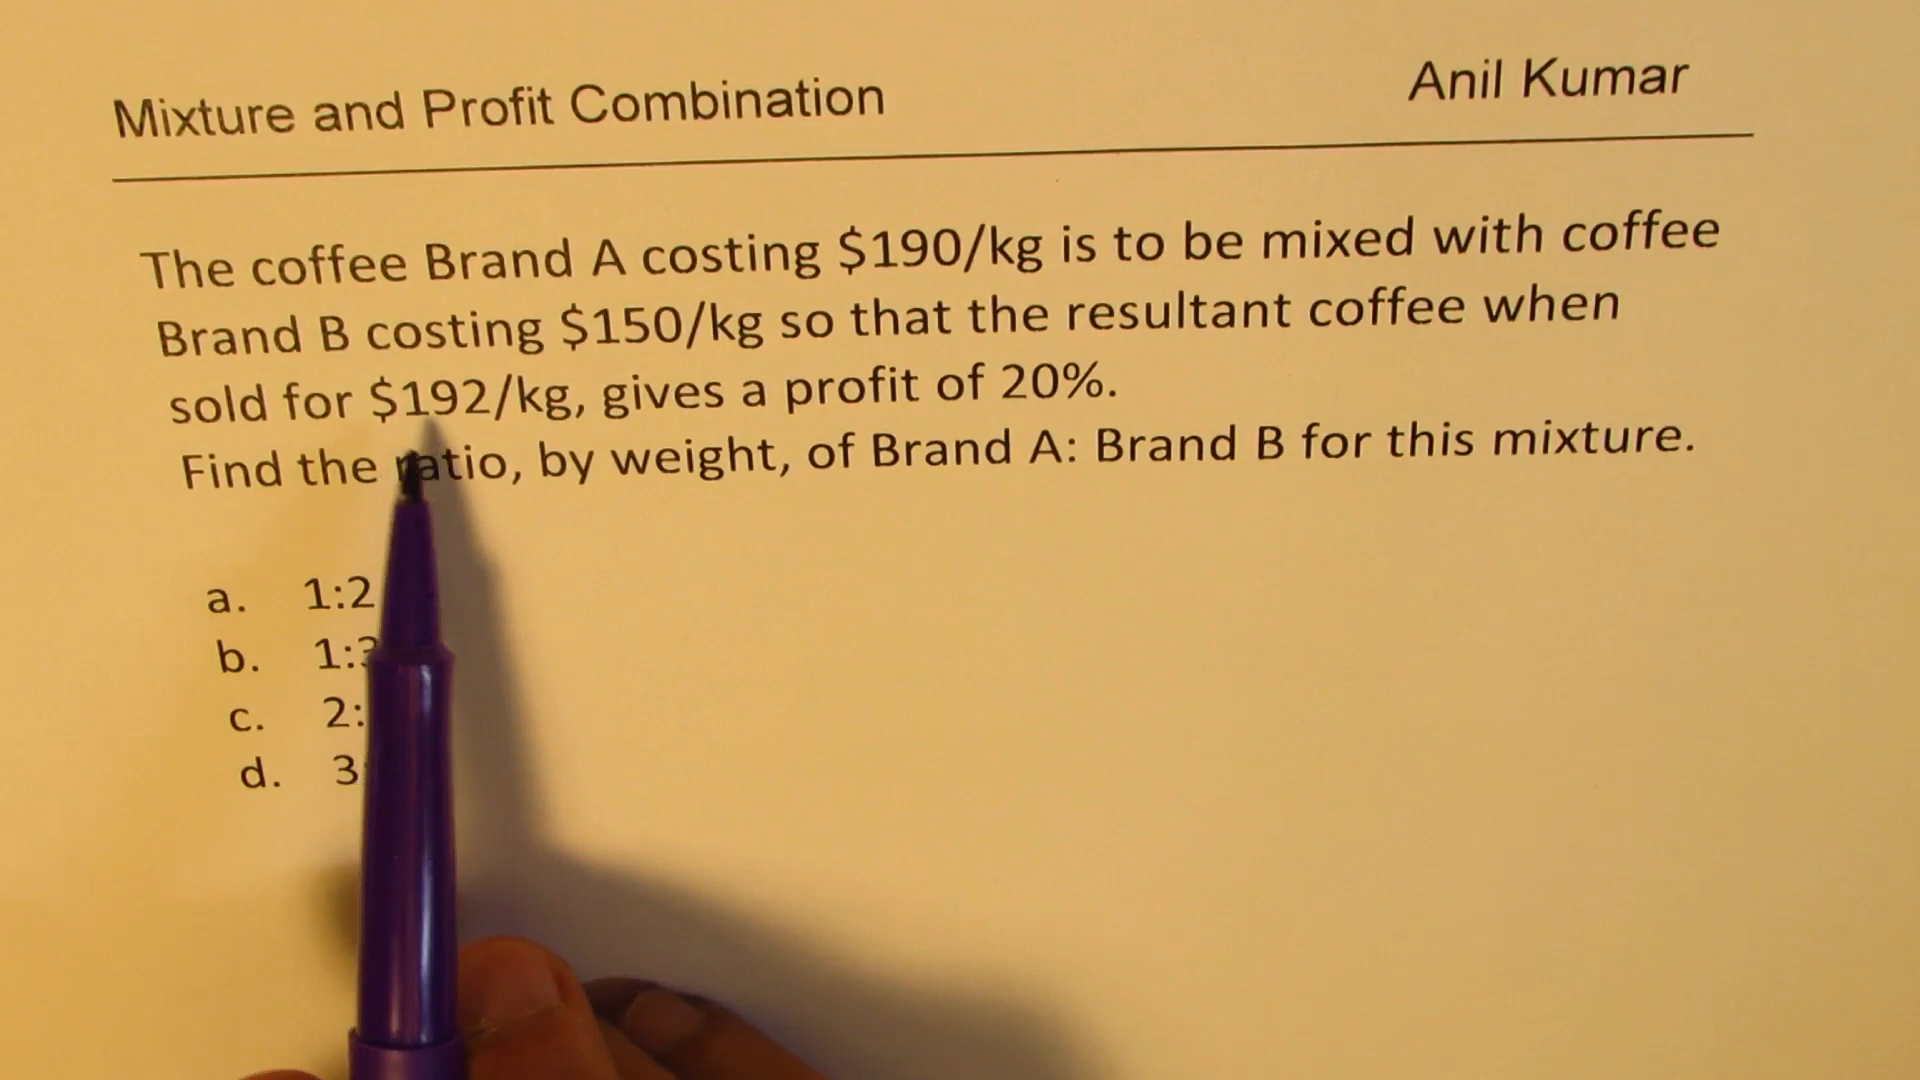 Mixture and Profit Combination
Anil Kumar
The coffee Brand A costing $190/kg is to be mixed with coffee
Brand B costing $150/kg so that the resultant coffee when
sold for $192/kg, gives a profit of 20%.
Find the ratio, by weight, of Brand A: Brand B for this mixture.
a. 1:2
b. 1:3
c. 2:
d. 3